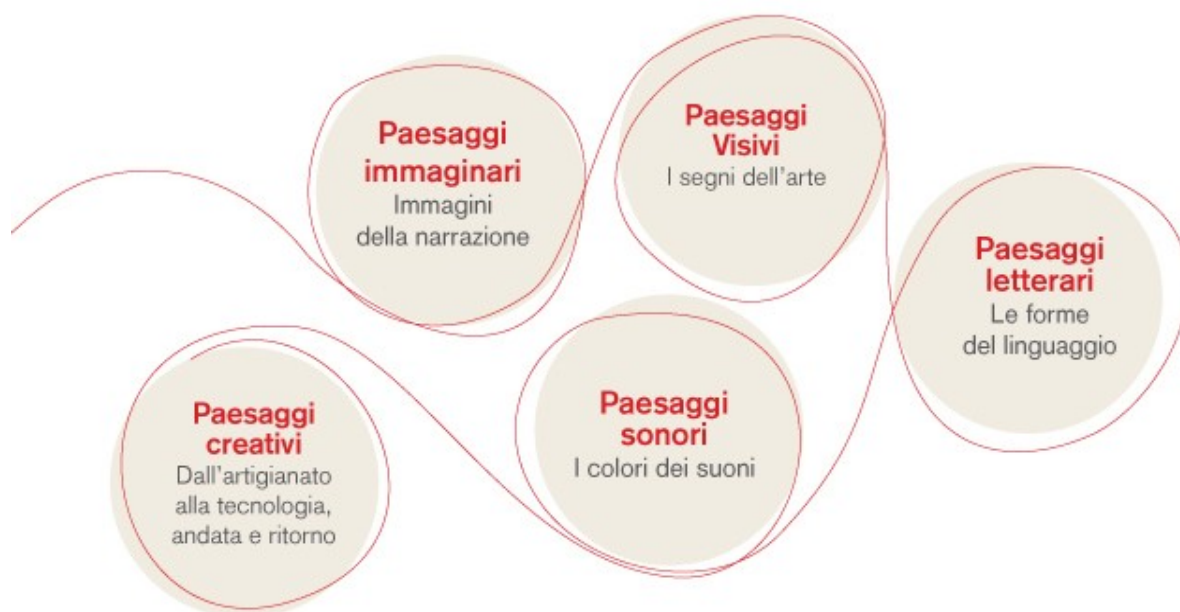 Paesaggi
immaginari
Immagini
della narrazione
Paesaggi
Visivi
I segni dell'arte
Paesaggi
letterari
Le forme
del linguaggio
Paesaggi
sonori
I colori dei suoni
Paesaggi
creativi
Dall'artigianato
alla tecnologia,
andata e ritorno